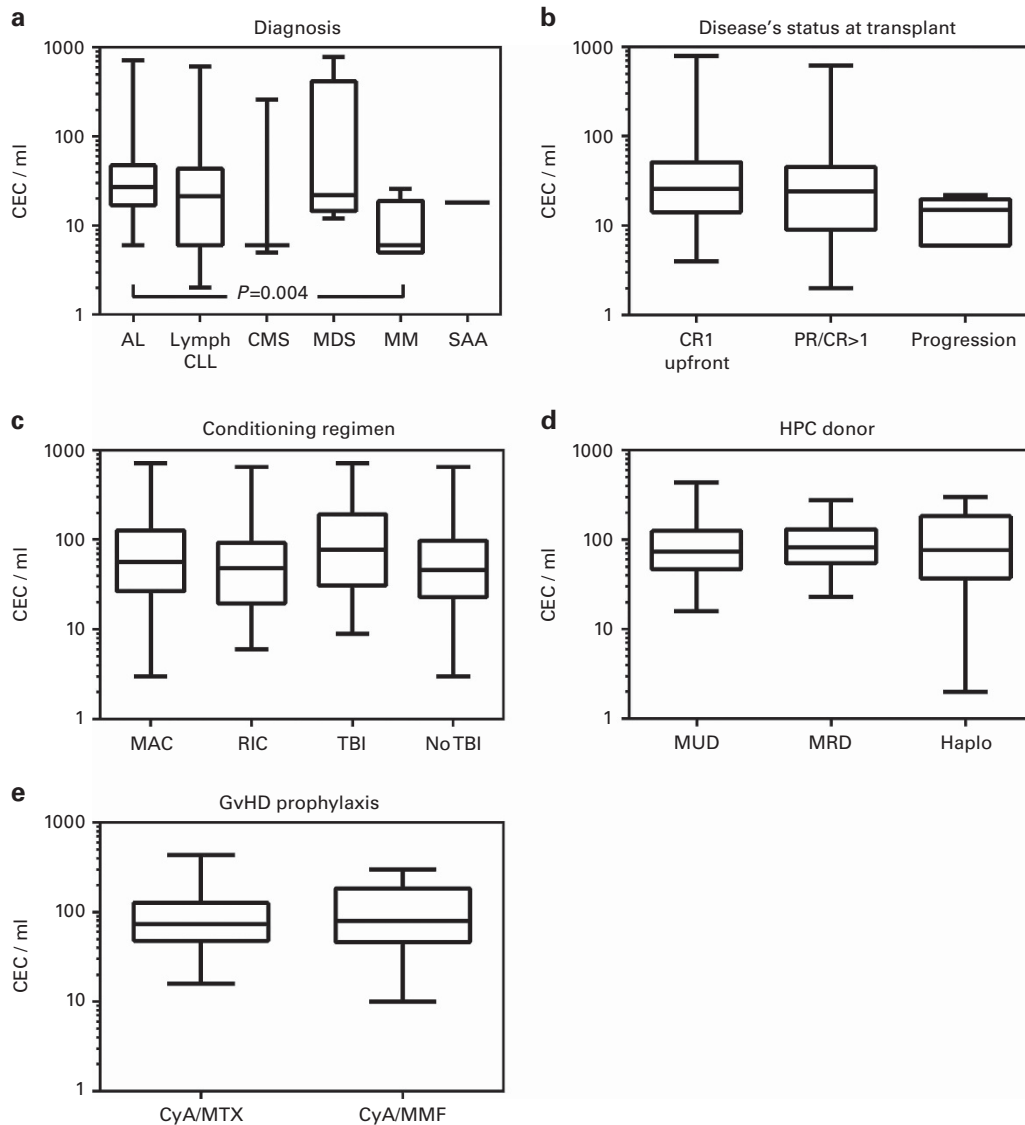 a
Diagnosis
1000
100
10
1
CEC / ml
P=0.004
AL Lymph CMS MDS MM SAA
CLL
b
Disease's status at transplant
1000
100
10
1
CEC / ml
CR1 PR/CR>1 Progression
upfront
c
Conditioning regimen
1000
100
10
1
CEC / ml
MAC RIC TBI No TBI
d
HPC donor
1000
100
10
1
CEC / ml
MUD MRD Haplo
e
GvHD prophylaxis
1000
100
10
1
CEC / ml
CyA/MTX CyA/MMF